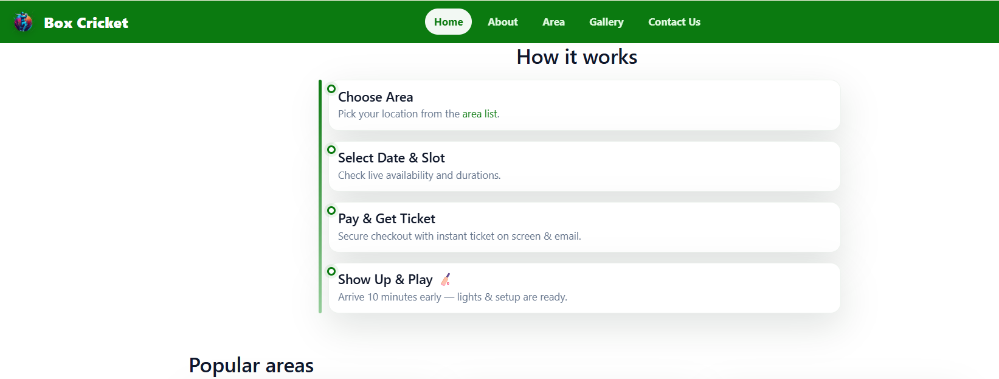 Box Cricket
Home
About
Area
Gallery
Contact Us
How it works
Choose Area
Pick your location from the area list.
Select Date & Slot
Check live availability and durations.
Pay & Get Ticket
Secure checkout with instant ticket on screen & email.
Show Up & Play 🏏
Arrive 10 minutes early — lights & setup are ready.
Popular areas